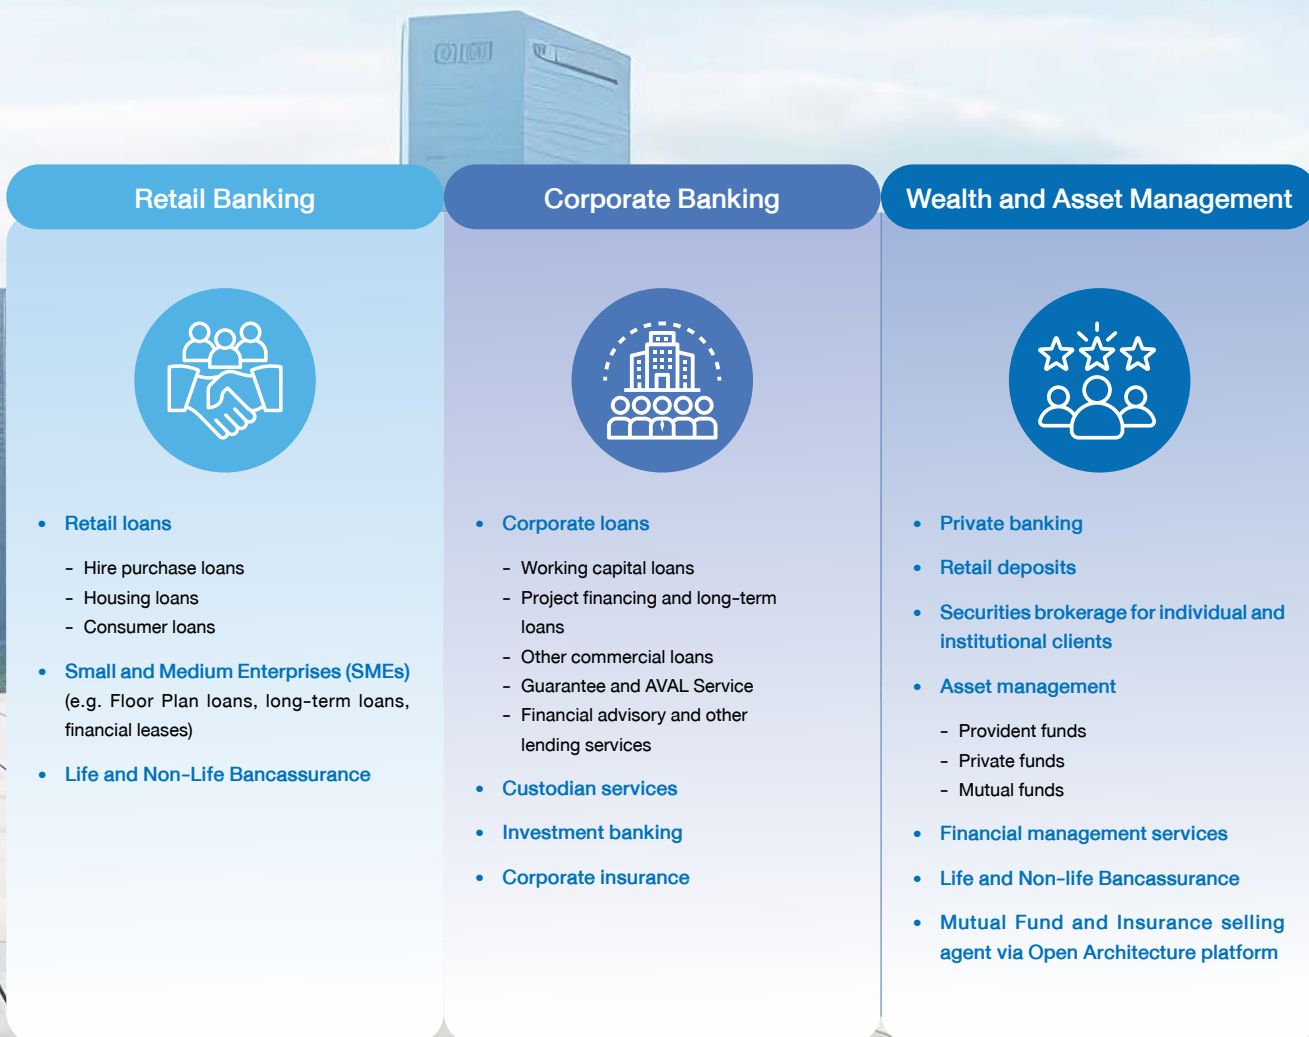 Retail Banking
• Retail loans
- Hire purchase loans
- Housing loans
- Consumer loans
• Small and Medium Enterprises (SMEs)
(e.g. Floor Plan loans, long-term loans,
financial leases)
• Life and Non-Life Bancassurance
Corporate Banking
• Corporate loans
- Working capital loans
- Project financing and long-term
loans
- Other commercial loans
- Guarantee and AVAL Service
- Financial advisory and other
lending services
• Custodian services
• Investment banking
• Corporate insurance
Wealth and Asset Management
• Private banking
• Retail deposits
• Securities brokerage for individual and
institutional clients
• Asset management
- Provident funds
- Private funds
- Mutual funds
• Financial management services
• Life and Non-life Bancassurance
• Mutual Fund and Insurance selling
agent via Open Architecture platform